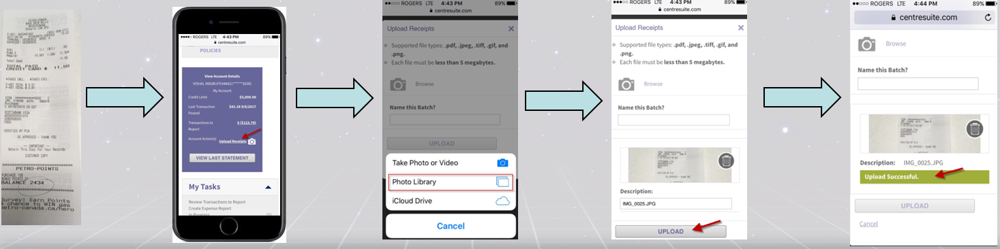 PETRO-CANADA
TOTAL PAID
CREDIT CARD 11.50
VERIFIED BY PIN
00 APPROVED - THANK YOU
-- IMPORTANT --
Retain This Copy For Your Records
CUSTOMER COPY
PETRO-POINTS
BALANCE 2434
Survey! Earn Points
a chance to WIN gas
petro-canada.ca/hero
ROGERS LTE 4:43 PM 89%
centresuite.com
POLICIES
View Account Details
My Account
Credit Limit $5,000.00
Last Transaction Posted $42.38 9/8/2017
Transactions to Report
Account Action(s) Upload Receipts
VIEW LAST STATEMENT
My Tasks
Review Transactions to Report
Create Expense Report
In Progress (1)
ROGERS LTE 4:43 PM 89%
centresuite.com
Upload Receipts ×
Supported file types: .pdf, .jpeg, .tiff, .gif, and
.png.
Each file must be less than 5 megabytes.
Browse
Name this Batch?
UPLOAD
Take Photo or Video
Photo Library
iCloud Drive
Cancel
ROGERS LTE 4:43 PM 89%
centresuite.com
Upload Receipts ×
Supported file types: .pdf, .jpeg, .tiff, .gif, and
.png.
Each file must be less than 5 megabytes.
Browse
Name this Batch?
Description:
IMG_0025.JPG
UPLOAD
ROGERS LTE 4:44 PM 89%
centresuite.com
Browse
Name this Batch?
Description: IMG_0025.JPG
Upload Successful.
UPLOAD
Cancel